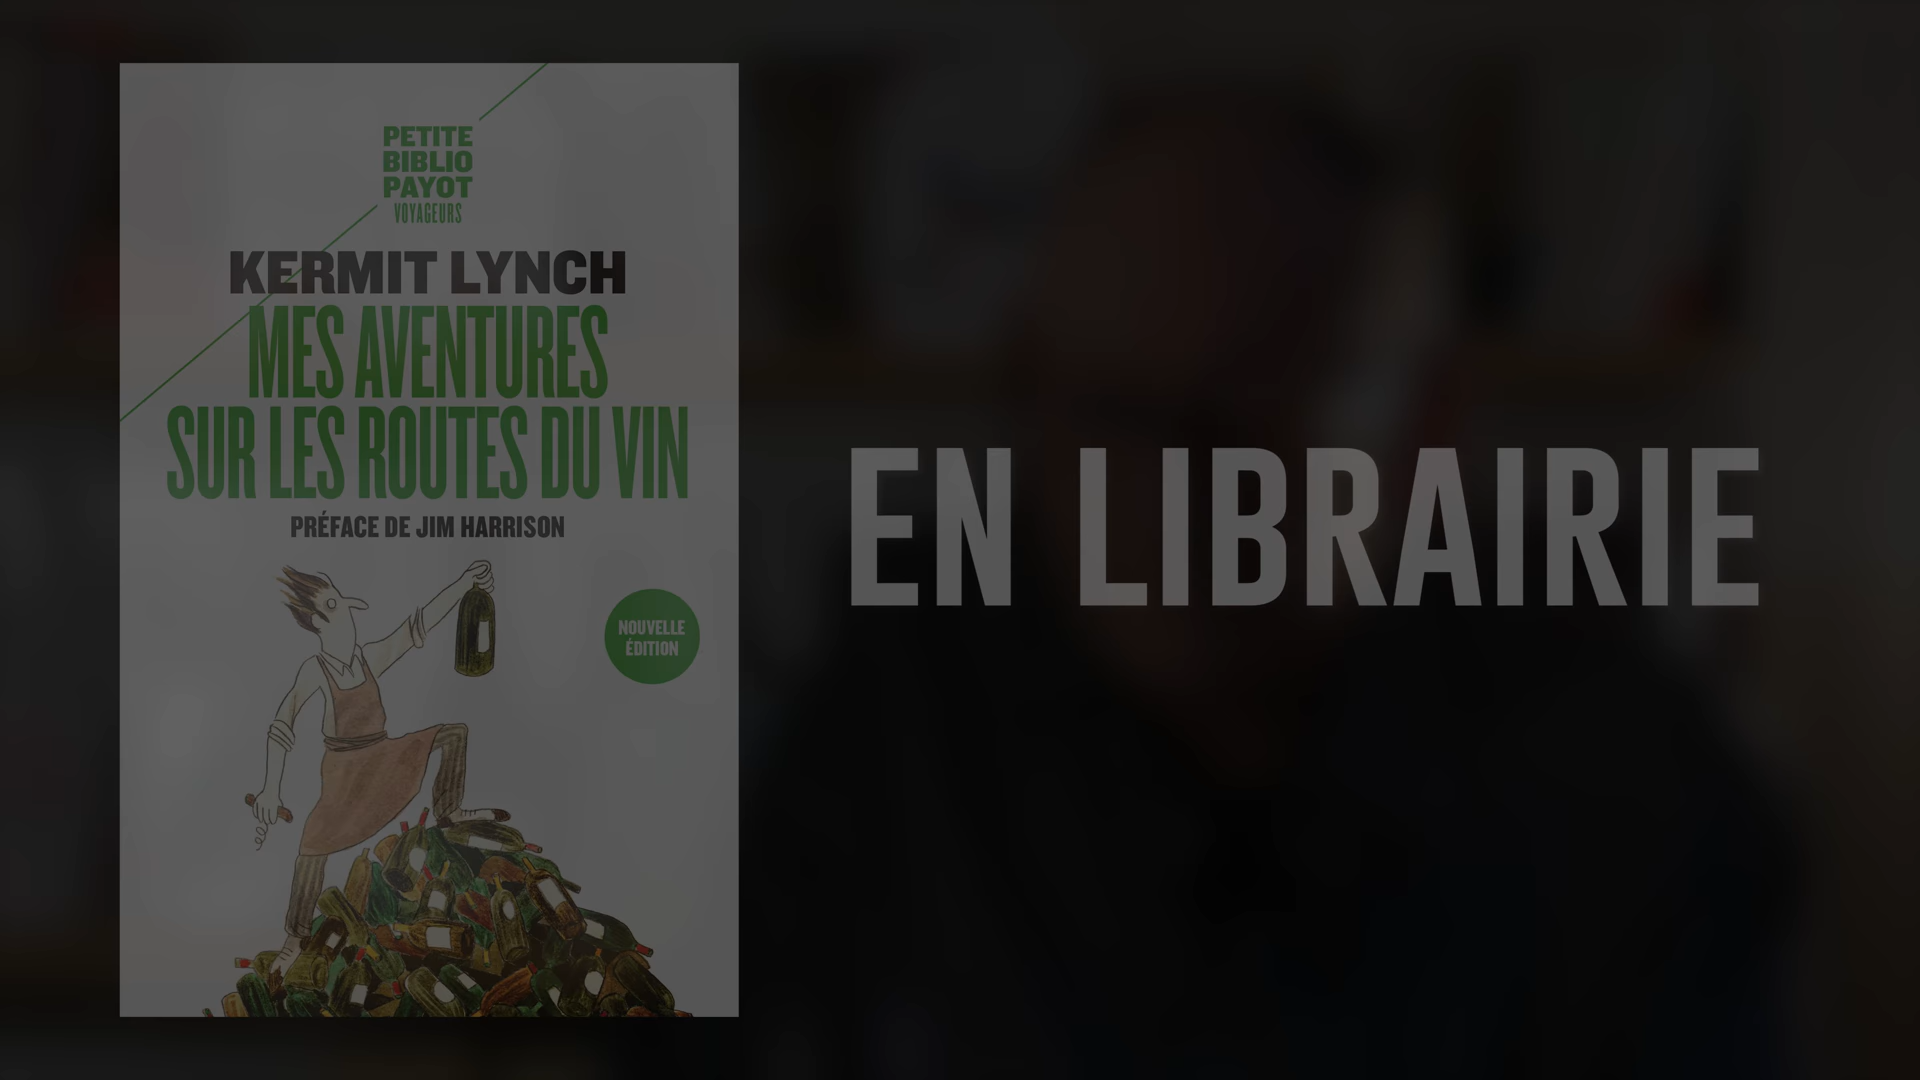 PETITE
BIBLIO
PAYOT
VOYAGEURS
KERMIT LYNCH
MES AVENTURES
SUR LES ROUTES DU VIN
PRÉFACE DE JIM HARRISON
NOUVELLE
ÉDITION
EN LIBRAIRIE